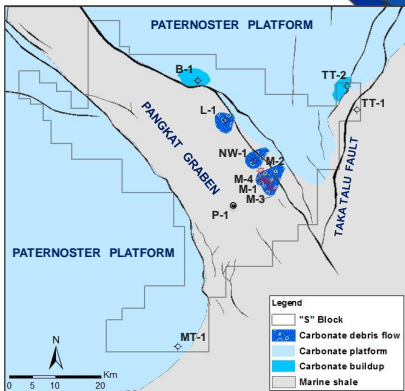 PATERNOSTER PLATFORM
B-1
TT-2
TT-1
L-1
PANGKAT GRABEN
NW-1
M-2
M-4
M-1
M-3
TAKATALU FAULT
P-1
PATERNOSTER PLATFORM
MT-1
N
Km
0 5 10 20
Legend
"S" Block
Carbonate debris flow
Carbonate platform
Carbonate buildup
Marine shale